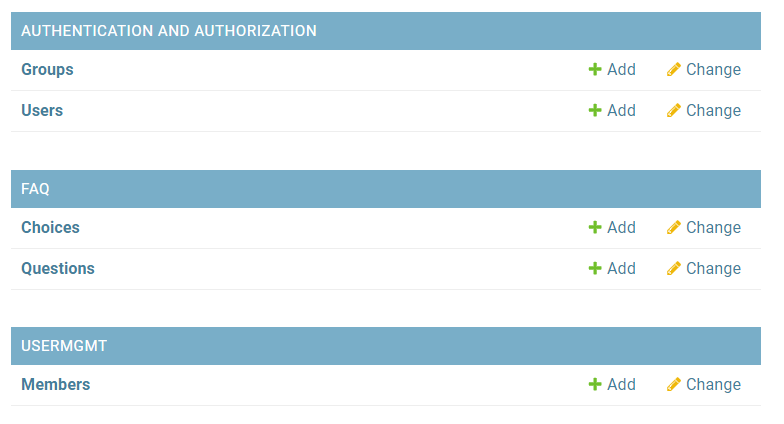 AUTHENTICATION AND AUTHORIZATION
Groups Add Change
Users Add Change
FAQ
Choices Add Change
Questions Add Change
USERMGMT
Members Add Change